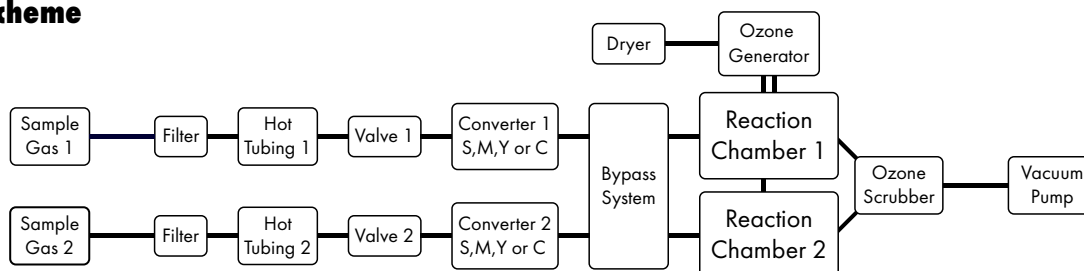 Dryer
Ozone
Generator
Sample
Gas 1
Filter
Hot
Tubing 1
Valve 1
Converter 1
S,M,Y or C
Bypass
System
Reaction
Chamber 1
Ozone
Scrubber
Vacuum
Pump
Sample
Gas 2
Filter
Hot
Tubing 2
Valve 2
Converter 2
S,M,Y or C
Reaction
Chamber 2